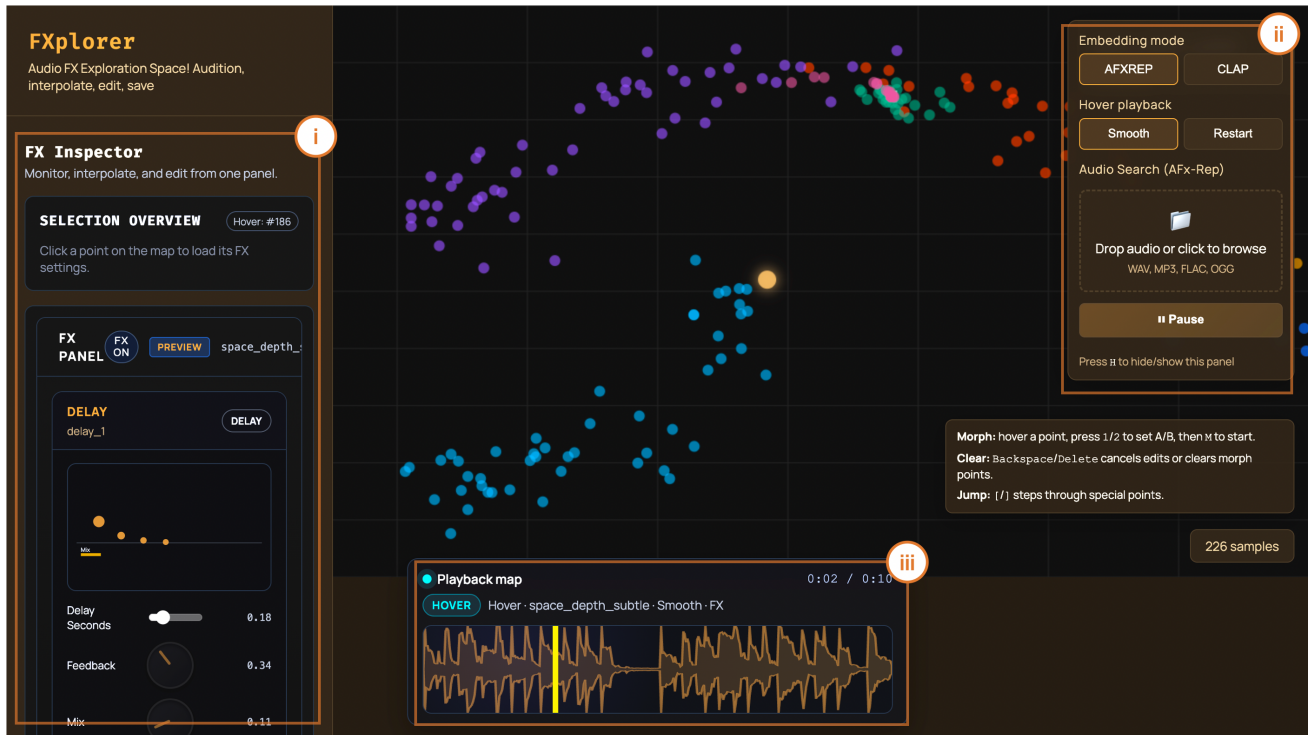 FXplorer
Audio FX Exploration Space! Audition,
interpolate, edit, save
i
FX Inspector
Monitor, interpolate, and edit from one panel.
SELECTION OVERVIEW
Hover: #186
Click a point on the map to load its FX
settings.
FX
PANEL
FX
ON
PREVIEW
space_depth_s
DELAY
delay_1
DELAY
Mix
Delay
Seconds
0.18
Feedback
0.34
Mix
0.11
ii
Embedding mode
AFXREP
CLAP
Hover playback
Smooth
Restart
Audio Search (AFx-Rep)
Drop audio or click to browse
WAV, MP3, FLAC, OGG
Pause
Press H to hide/show this panel
Morph: hover a point, press 1/2 to set A/B, then M to start.
Clear: Backspace/Delete cancels edits or clears morph
points.
Jump: [/] steps through special points.
226 samples
iii
Playback map
0:02 / 0:10
HOVER
Hover · space_depth_subtle · Smooth · FX